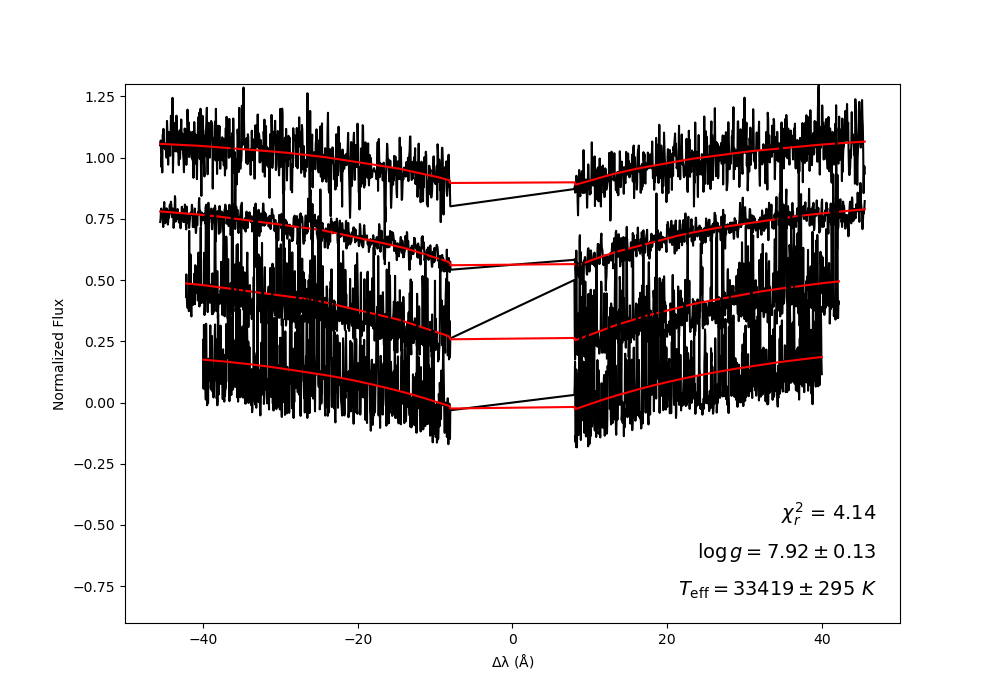 1.25
1.00
0.75
0.50
0.25
0.00
−0.25
−0.50
−0.75
Normalized Flux
χ²ᵣ = 4.14
log g = 7.92 ± 0.13
T_eff = 33419 ± 295 K
−40 −20 0 20 40
Δλ (Å)